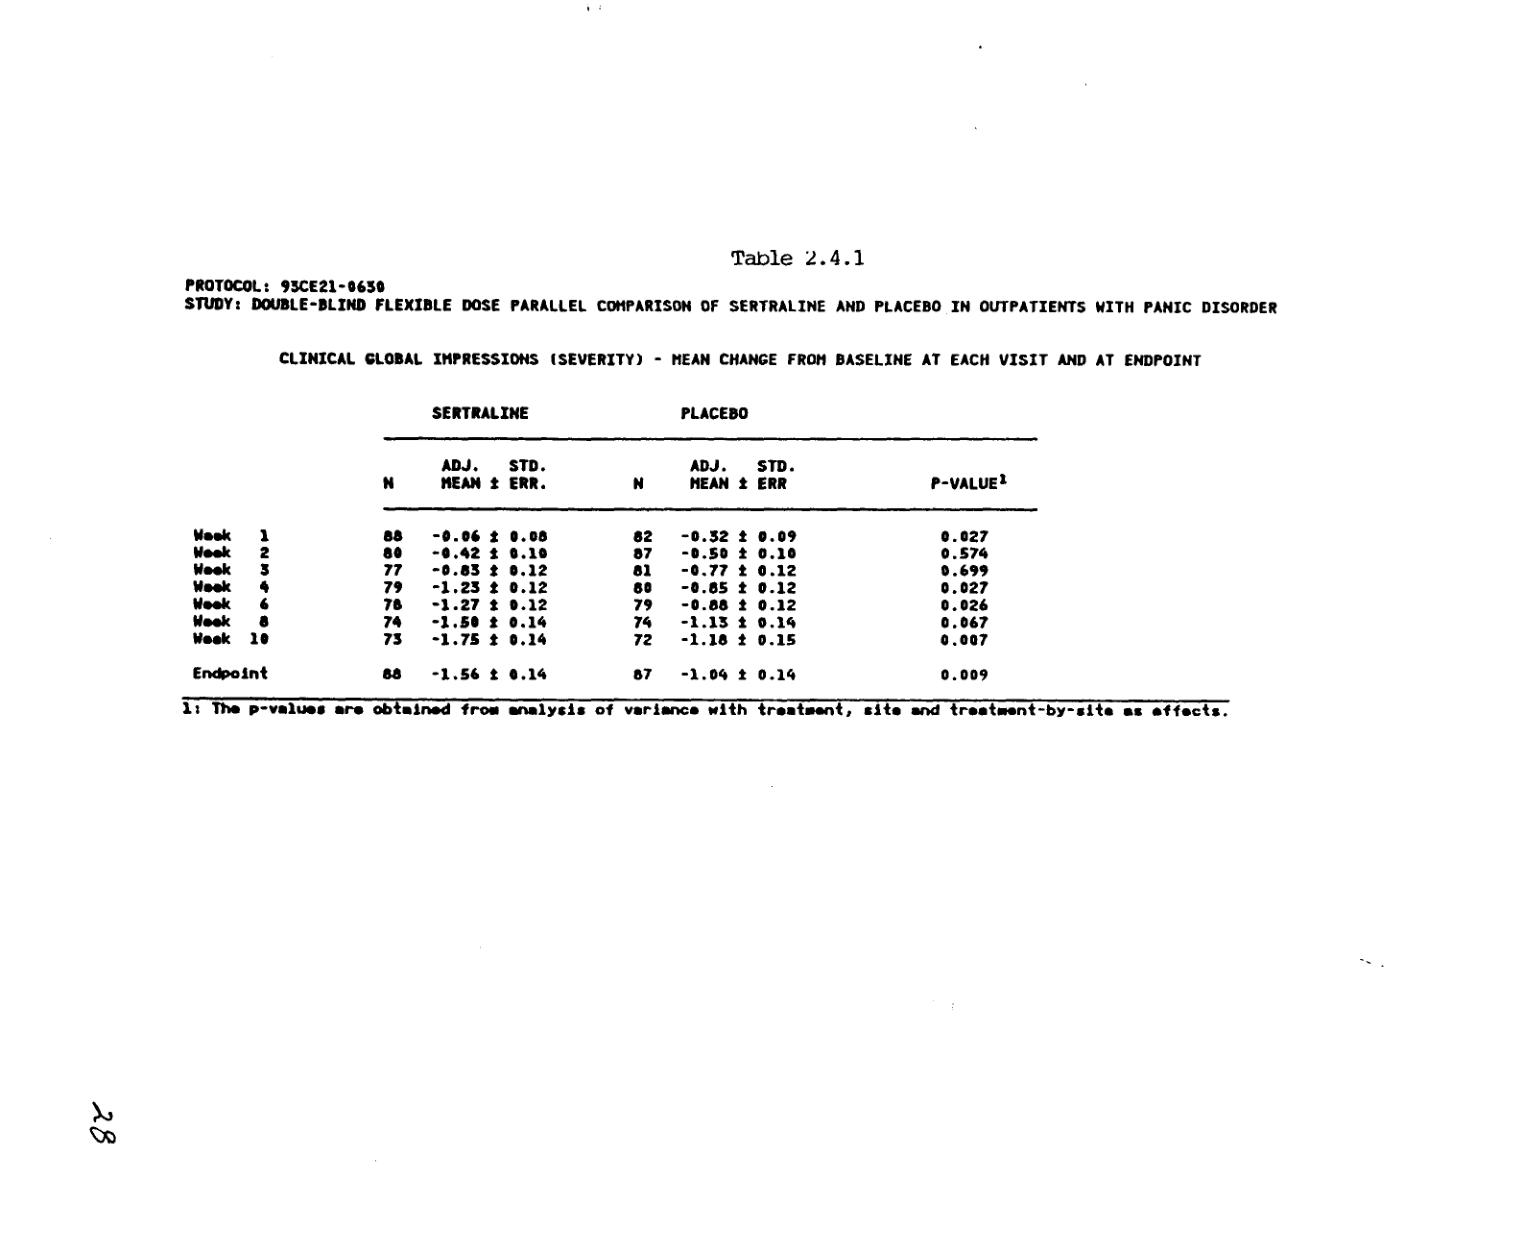 Table 2.4.1
PROTOCOL: 93CE21-0630
STUDY: DOUBLE-BLIND FLEXIBLE DOSE PARALLEL COMPARISON OF SERTRALINE AND PLACEBO IN OUTPATIENTS WITH PANIC DISORDER
CLINICAL GLOBAL IMPRESSIONS (SEVERITY) - MEAN CHANGE FROM BASELINE AT EACH VISIT AND AT ENDPOINT
SERTRALINE PLACEBO
ADJ. STD. ADJ. STD.
N MEAN ± ERR. N MEAN ± ERR P-VALUE1
Week 1 88 -0.06 ± 0.08 82 -0.32 ± 0.09 0.027
Week 2 80 -0.42 ± 0.10 87 -0.50 ± 0.10 0.574
Week 3 77 -0.83 ± 0.12 81 -0.77 ± 0.12 0.699
Week 4 79 -1.23 ± 0.12 80 -0.85 ± 0.12 0.027
Week 6 78 -1.27 ± 0.12 79 -0.88 ± 0.12 0.026
Week 8 74 -1.50 ± 0.14 74 -1.13 ± 0.14 0.067
Week 10 73 -1.75 ± 0.14 72 -1.18 ± 0.15 0.007
Endpoint 88 -1.56 ± 0.14 87 -1.04 ± 0.14 0.009
1: The p-values are obtained from analysis of variance with treatment, site and treatment-by-site as effects.
28